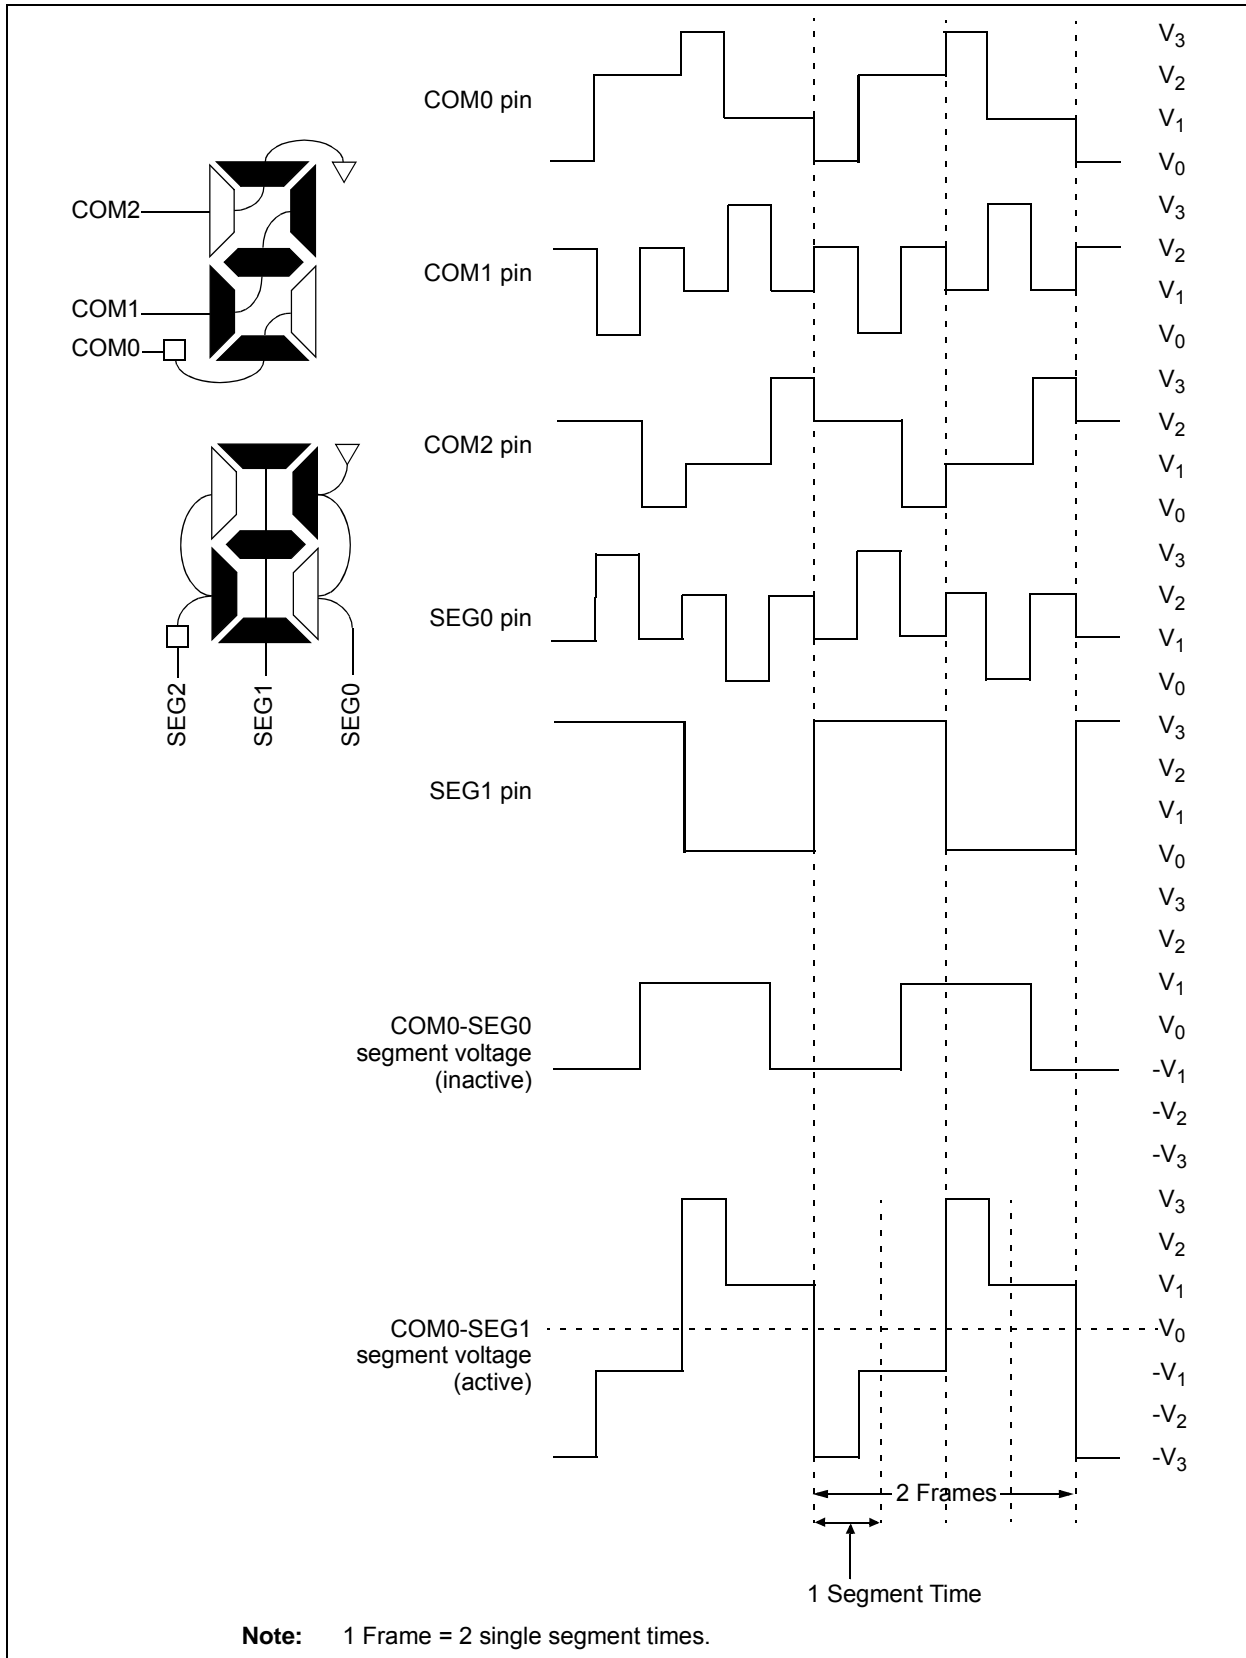 COM2
COM1
COM0
SEG2
SEG1
SEG0
COM0 pin
V3
V2
V1
V0
COM1 pin
V3
V2
V1
V0
COM2 pin
V3
V2
V1
V0
SEG0 pin
V3
V2
V1
V0
SEG1 pin
V3
V2
V1
V0
COM0-SEG0
segment voltage
(inactive)
V3
V2
V1
V0
-V1
-V2
-V3
COM0-SEG1
segment voltage
(active)
V3
V2
V1
V0
-V1
-V2
-V3
2 Frames
1 Segment Time
Note: 1 Frame = 2 single segment times.